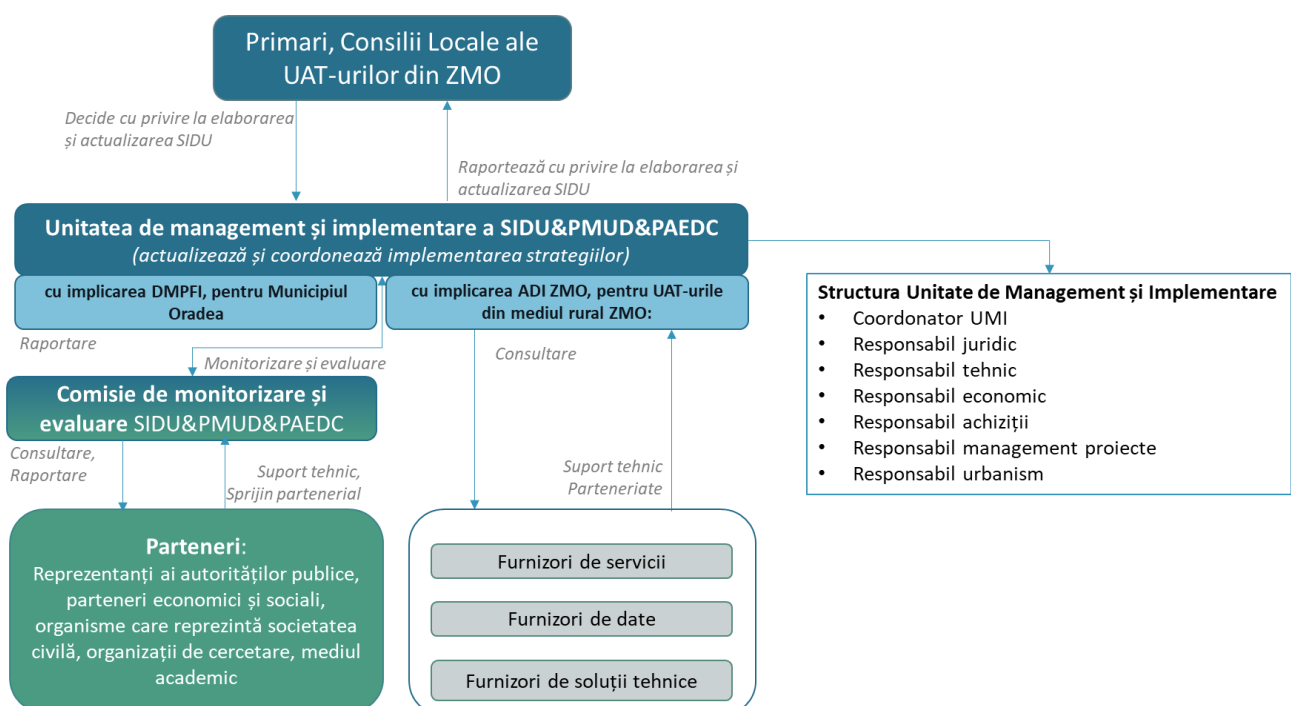 Primari, Consilii Locale ale
UAT-urilor din ZMO
Decide cu privire la elaborarea
și actualizarea SIDU
Raportează cu privire la elaborarea și
actualizarea SIDU
Unitatea de management și implementare a SIDU&PMUD&PAEDC
(actualizează și coordonează implementarea strategiilor)
cu implicarea DMPFI, pentru Municipiul
Oradea
cu implicarea ADI ZMO, pentru UAT-urile
din mediul rural ZMO:
Structura Unitate de Management și Implementare
• Coordonator UMI
• Responsabil juridic
• Responsabil tehnic
• Responsabil economic
• Responsabil achiziții
• Responsabil management proiecte
• Responsabil urbanism
Raportare
Monitorizare și evaluare
Consultare
Comisie de monitorizare și
evaluare SIDU&PMUD&PAEDC
Consultare,
Raportare
Suport tehnic,
Sprijin partenerial
Suport tehnic
Parteneriate
Parteneri:
Reprezentanți ai autorităților publice,
parteneri economici și sociali,
organisme care reprezintă societatea
civilă, organizații de cercetare, mediul
academic
Furnizori de servicii
Furnizori de date
Furnizori de soluții tehnice